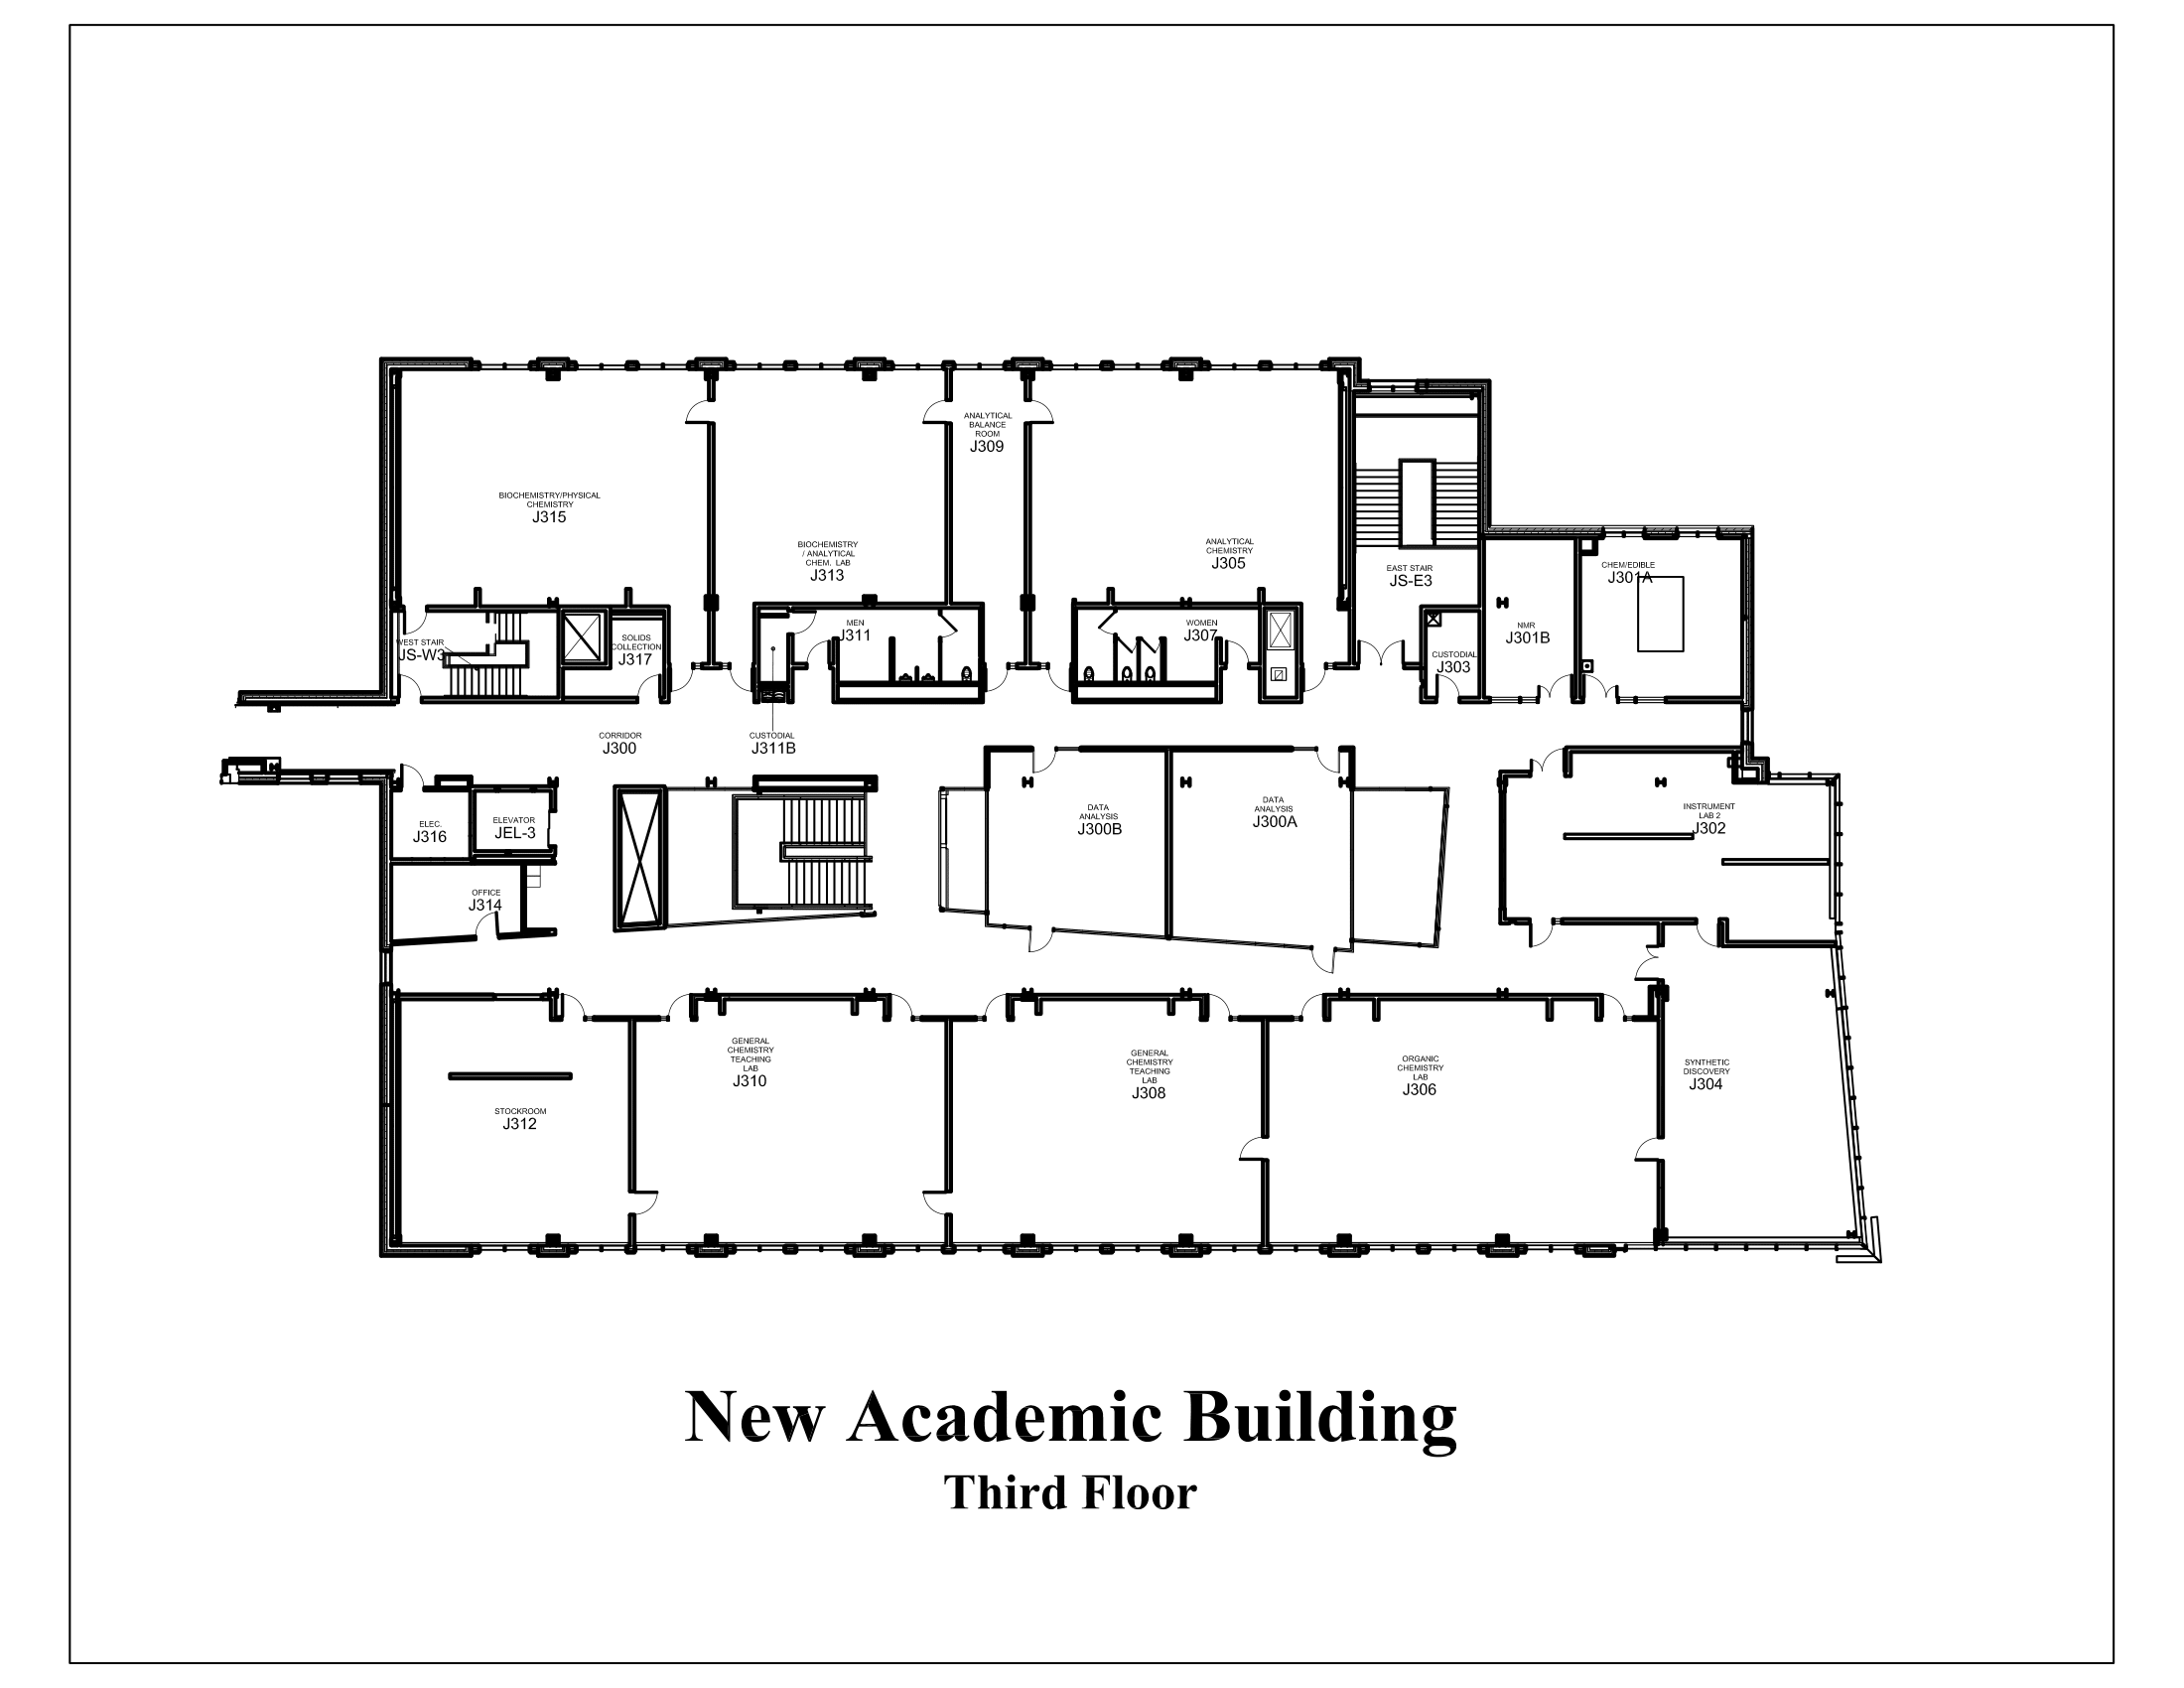 ANALYTICAL
BALANCE
ROOM
J309
BIOCHEMISTRY/PHYSICAL
CHEMISTRY
J315
BIOCHEMISTRY
/ ANALYTICAL
CHEM. LAB
J313
ANALYTICAL
CHEMISTRY
J305
EAST STAIR
JS-E3
CHEM/EDIBLE
J301A
WEST STAIR
JS-W3
SOLIDS
COLLECTION
J317
MEN
J311
WOMEN
J307
CUSTODIAL
J303
NMR
J301B
CORRIDOR
J300
CUSTODIAL
J311B
ELEC.
J316
ELEVATOR
JEL-3
DATA
ANALYSIS
J300B
DATA
ANALYSIS
J300A
INSTRUMENT
LAB 2
J302
OFFICE
J314
STOCKROOM
J312
GENERAL
CHEMISTRY
TEACHING
LAB
J310
GENERAL
CHEMISTRY
TEACHING
LAB
J308
ORGANIC
CHEMISTRY
LAB
J306
SYNTHETIC
DISCOVERY
J304
New Academic Building
Third Floor